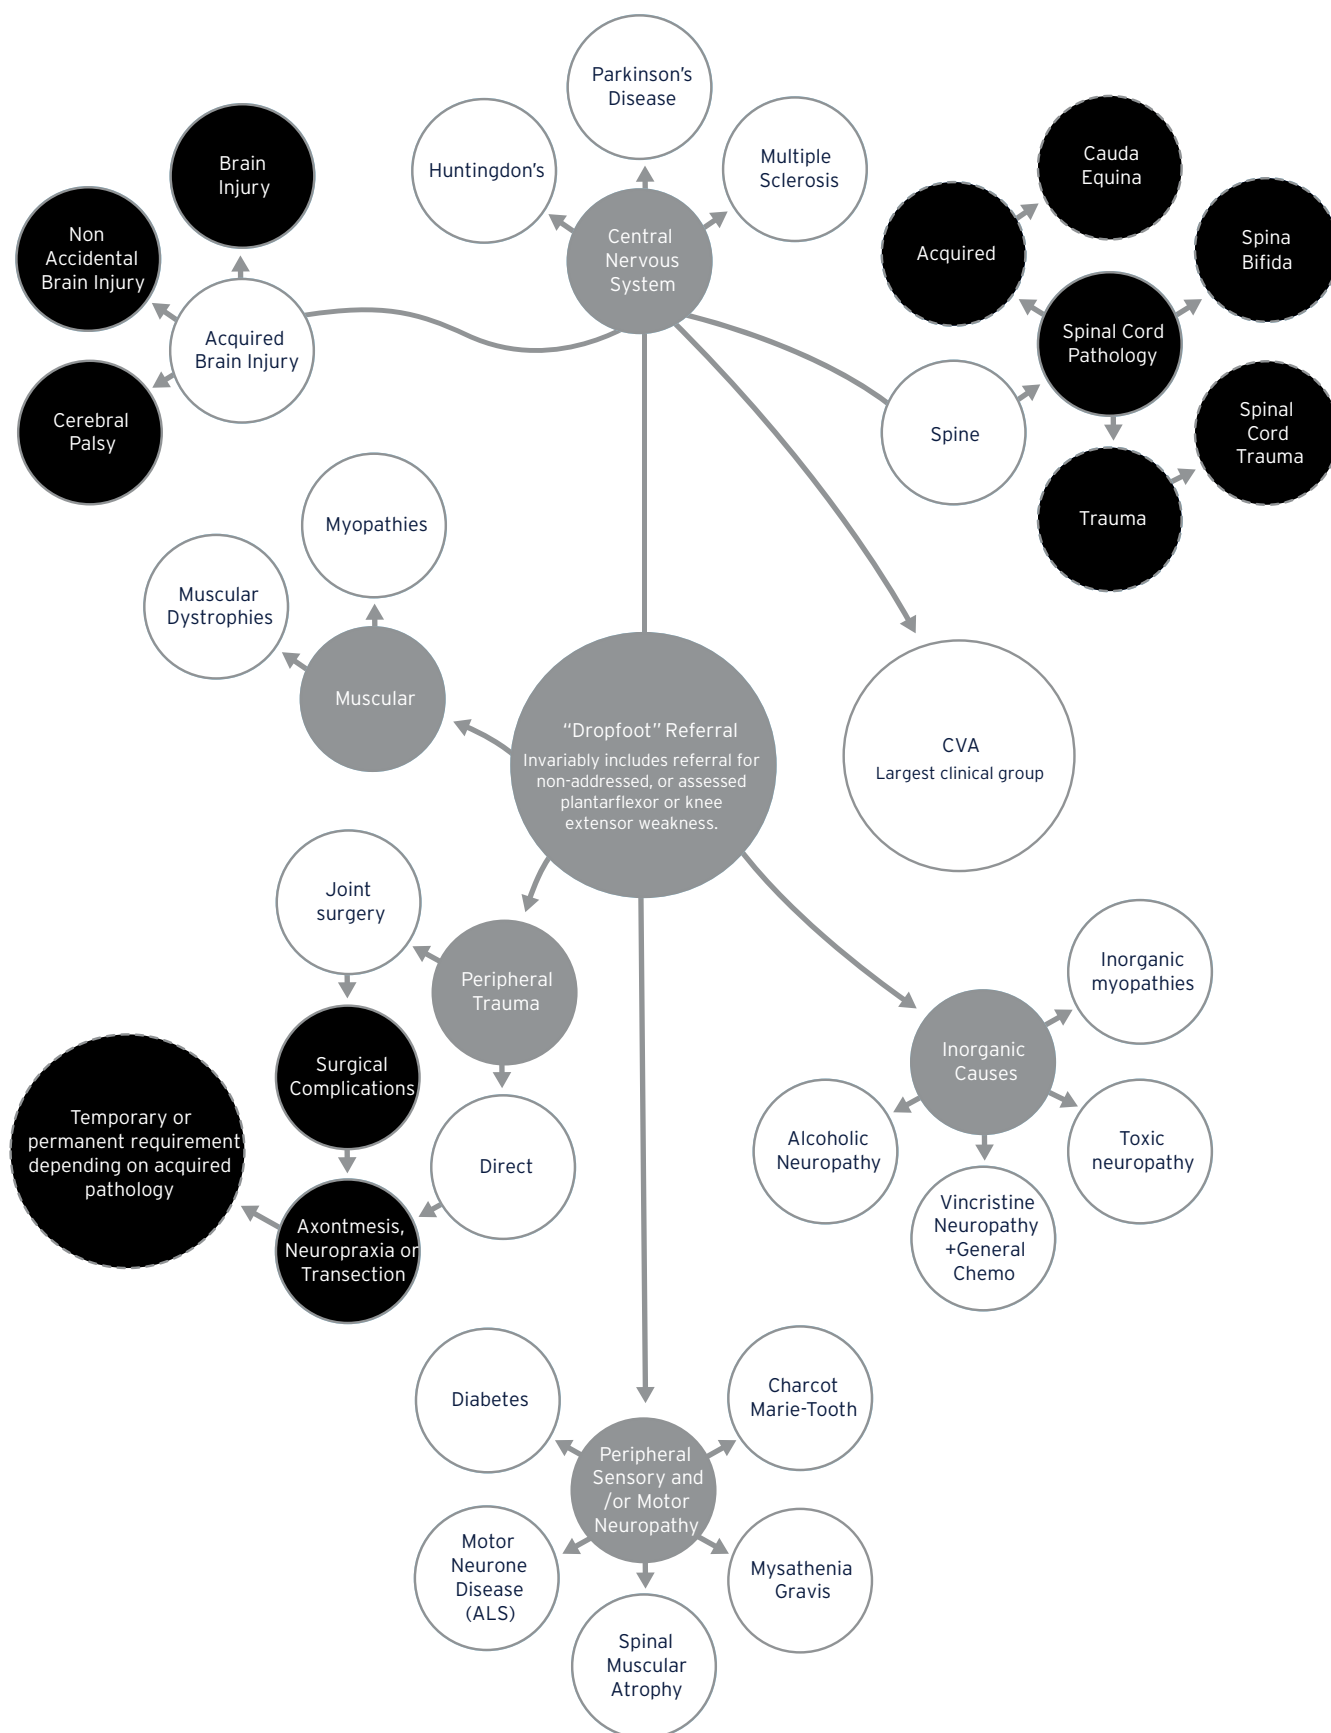 Parkinson's
Disease
Huntingdon's
Multiple
Sclerosis
Central
Nervous
System
Brain
Injury
Non
Accidental
Brain Injury
Acquired
Brain Injury
Cerebral
Palsy
Cauda
Equina
Acquired
Spina
Bifida
Spinal Cord
Pathology
Spine
Spinal
Cord
Trauma
Trauma
Myopathies
Muscular
Dystrophies
Muscular
"Dropfoot" Referral
Invariably includes referral for
non-addressed, or assessed
plantarflexor or knee
extensor weakness.
CVA
Largest clinical group
Joint
surgery
Peripheral
Trauma
Surgical
Complications
Direct
Temporary or
permanent requirement
depending on acquired
pathology
Axontmesis,
Neuropraxia or
Transection
Inorganic
myopathies
Inorganic
Causes
Alcoholic
Neuropathy
Toxic
neuropathy
Vincristine
Neuropathy
+General
Chemo
Diabetes
Charcot
Marie-Tooth
Peripheral
Sensory and
/or Motor
Neuropathy
Motor
Neurone
Disease
(ALS)
Mysathenia
Gravis
Spinal
Muscular
Atrophy